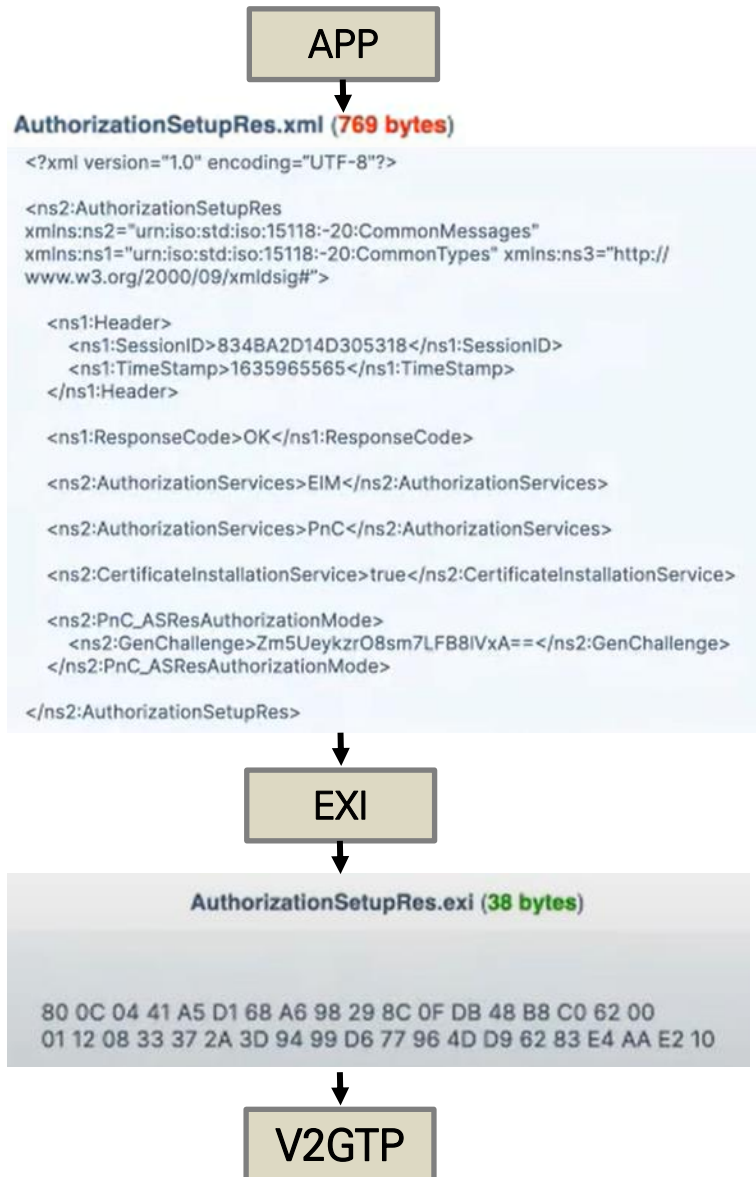 APP
AuthorizationSetupRes.xml (769 bytes)
<?xml version="1.0" encoding="UTF-8"?>
<ns2:AuthorizationSetupRes
xmlns:ns2="urn:iso:std:iso:15118:-20:CommonMessages"
xmlns:ns1="urn:iso:std:iso:15118:-20:CommonTypes" xmlns:ns3="http://
www.w3.org/2000/09/xmldsig#">
<ns1:Header>
<ns1:SessionID>834BA2D14D305318</ns1:SessionID>
<ns1:TimeStamp>1635965565</ns1:TimeStamp>
</ns1:Header>
<ns1:ResponseCode>OK</ns1:ResponseCode>
<ns2:AuthorizationServices>EIM</ns2:AuthorizationServices>
<ns2:AuthorizationServices>PnC</ns2:AuthorizationServices>
<ns2:CertificateInstallationService>true</ns2:CertificateInstallationService>
<ns2:PnC_ASResAuthorizationMode>
<ns2:GenChallenge>Zm5UeykzrO8sm7LFB8lVxA==</ns2:GenChallenge>
</ns2:PnC_ASResAuthorizationMode>
</ns2:AuthorizationSetupRes>
EXI
AuthorizationSetupRes.exi (38 bytes)
80 0C 04 41 A5 D1 68 A6 98 29 8C 0F DB 48 B8 C0 62 00
01 12 08 33 37 2A 3D 94 99 D6 77 96 4D D9 62 83 E4 AA E2 10
V2GTP